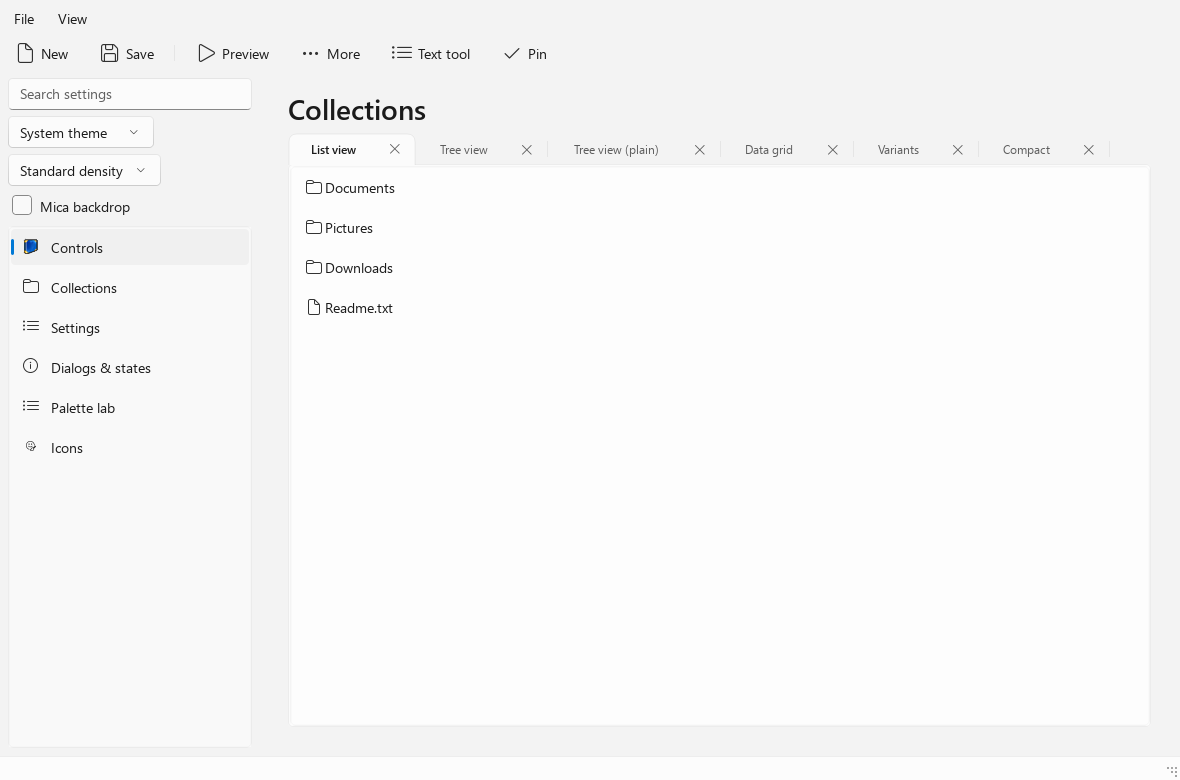 File View
New Save Preview More Text tool Pin
Search settings
System theme
Standard density
Mica backdrop
Controls
Collections
Settings
Dialogs & states
Palette lab
Icons
Collections
List view Tree view Tree view (plain) Data grid Variants Compact
Documents
Pictures
Downloads
Readme.txt